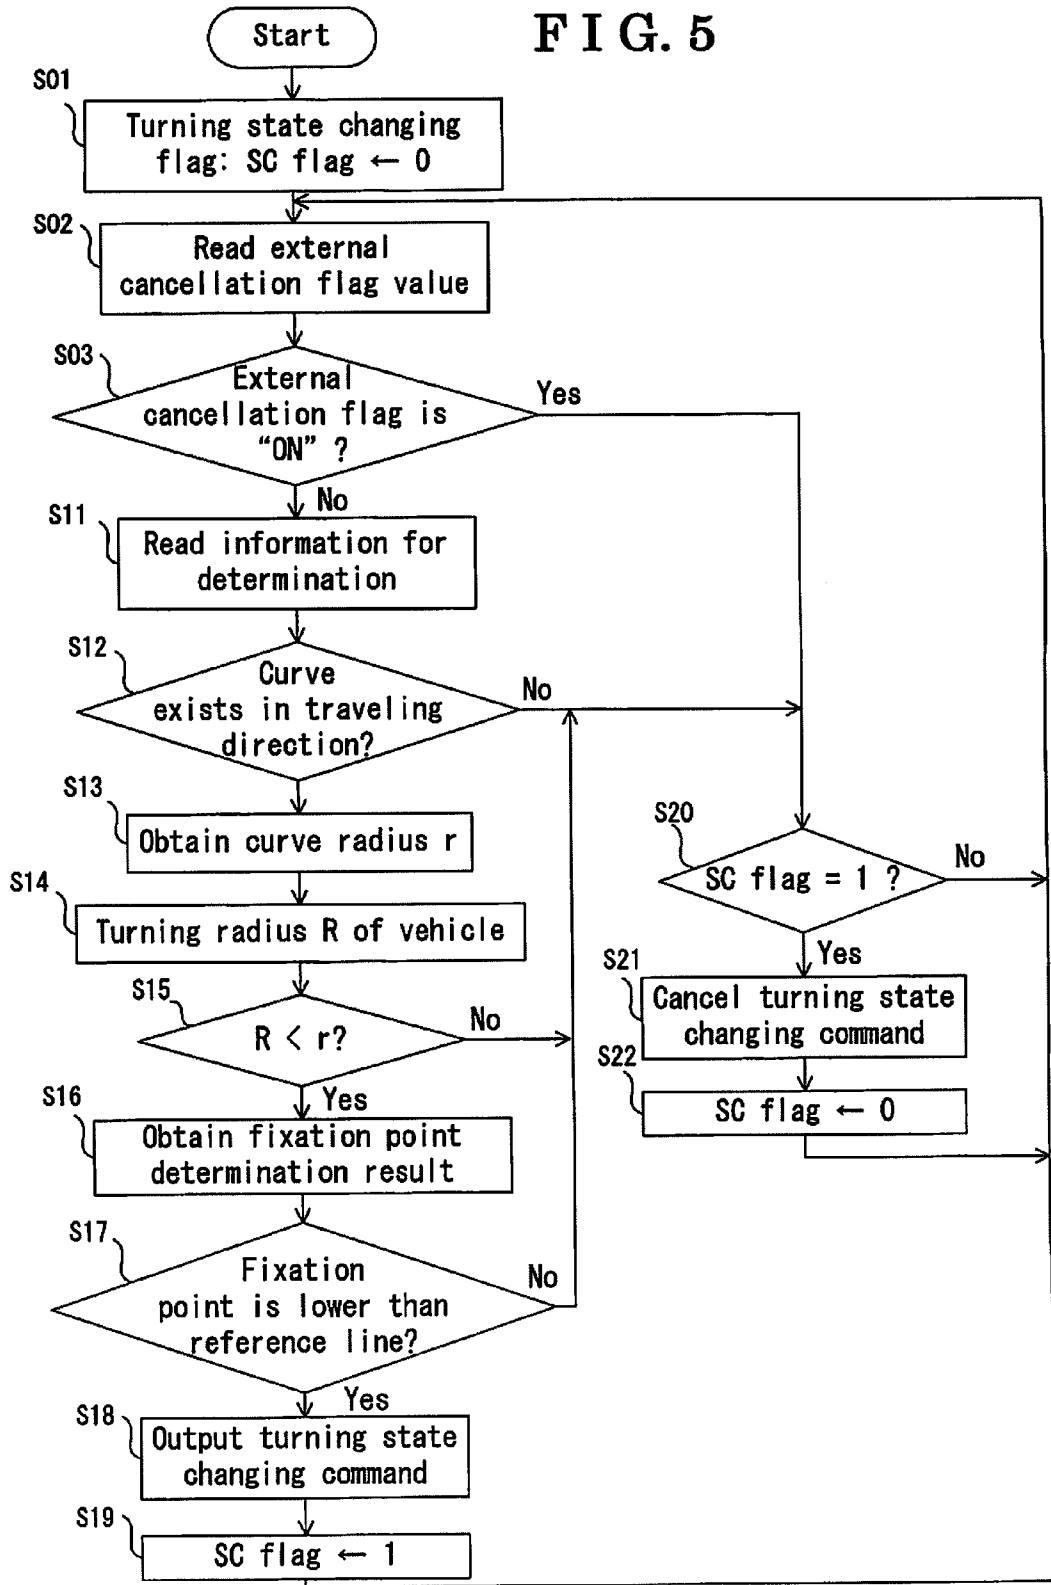 FIG. 5
Start
S01
Turning state changing
flag: SC flag ← 0
S02
Read external
cancellation flag value
S03
External
cancellation flag is
“ON” ?
Yes
No
S11
Read information for
determination
S12
Curve
exists in traveling
direction?
No
S13
Obtain curve radius r
S14
Turning radius R of vehicle
S15
R < r?
No
Yes
S16
Obtain fixation point
determination result
S17
Fixation
point is lower than
reference line?
No
Yes
S18
Output turning state
changing command
S19
SC flag ← 1
S20
SC flag = 1 ?
No
Yes
S21
Cancel turning state
changing command
S22
SC flag ← 0